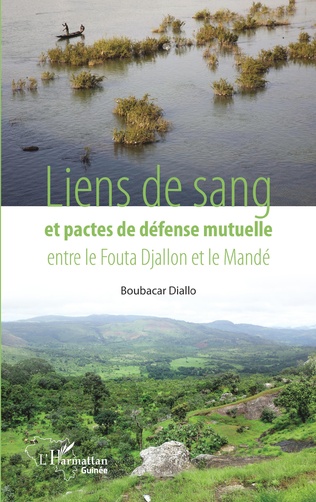 Liens de sang
et pactes de défense mutuelle
entre le Fouta Djallon et le Mandé
Boubacar Diallo
L'Harmattan
Guinée